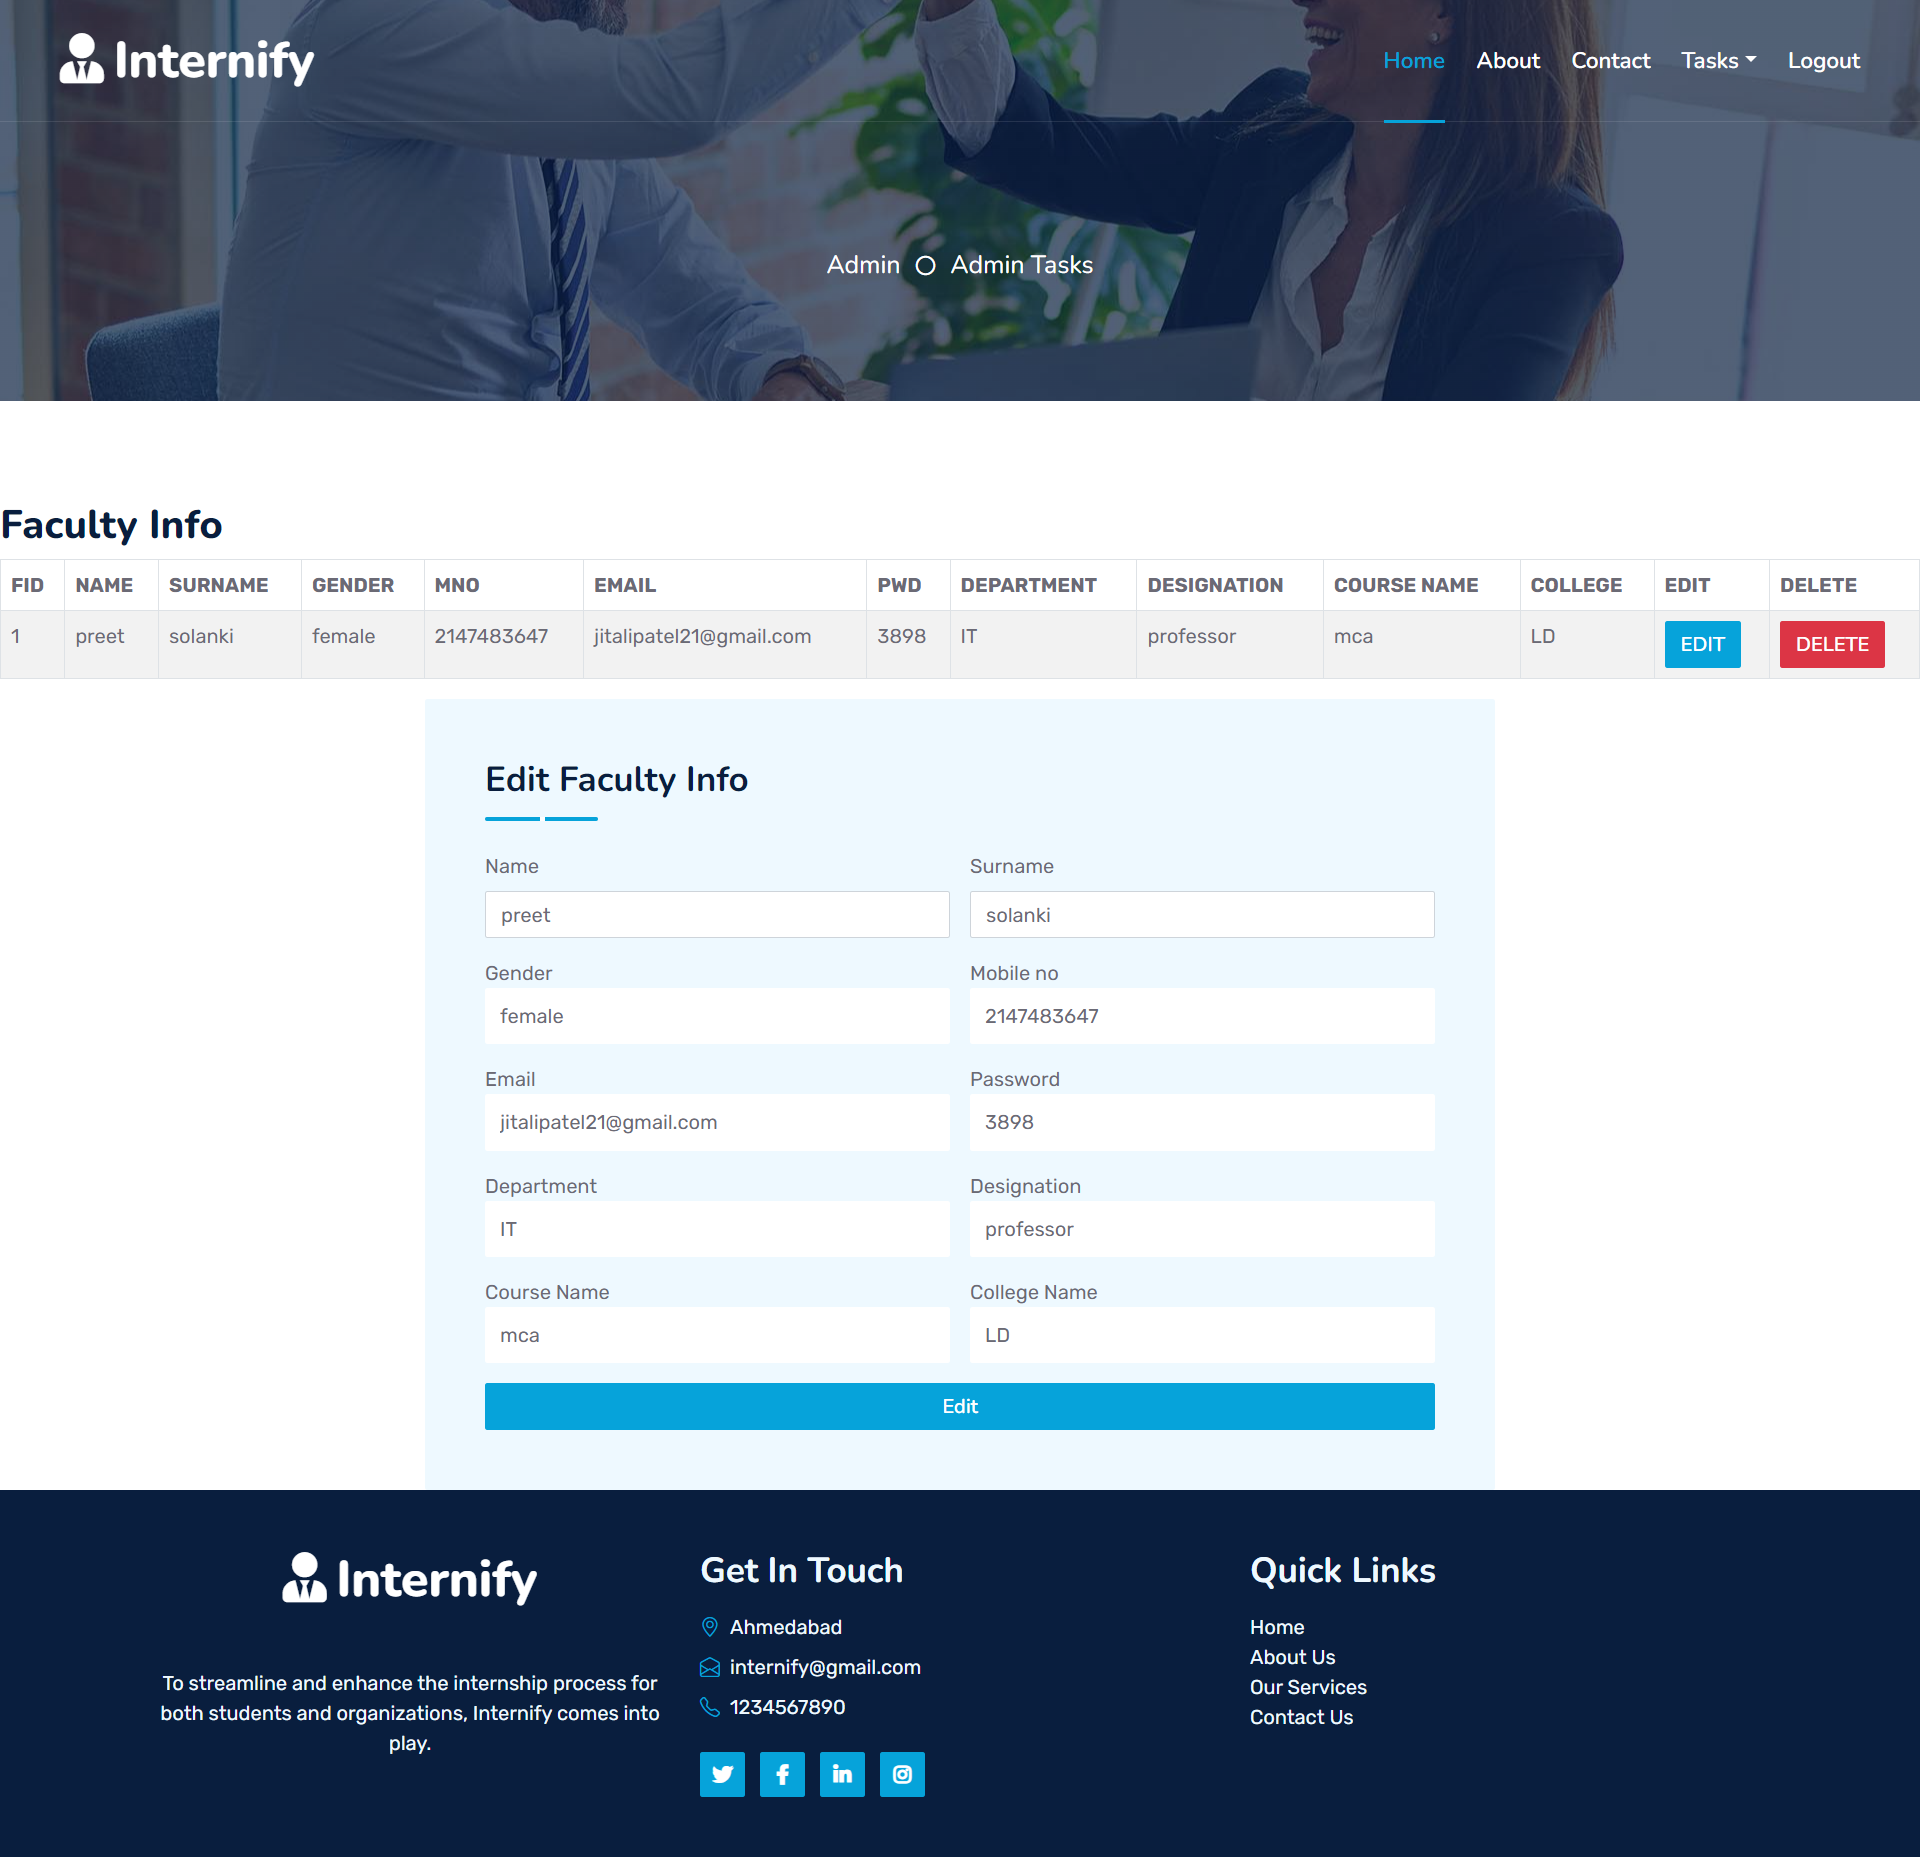 Internify
Home About Contact Tasks Logout
Admin Admin Tasks
Faculty Info
FID NAME SURNAME GENDER MNO EMAIL PWD DEPARTMENT DESIGNATION COURSE NAME COLLEGE EDIT DELETE
1 preet solanki female 2147483647 jitalipatel21@gmail.com 3898 IT professor mca LD EDIT DELETE
Edit Faculty Info
Name Surname
preet solanki
Gender Mobile no
female 2147483647
Email Password
jitalipatel21@gmail.com 3898
Department Designation
IT professor
Course Name College Name
mca LD
Edit
Internify
To streamline and enhance the internship process for
both students and organizations, Internify comes into
play.
Get In Touch
Ahmedabad
internify@gmail.com
1234567890
Quick Links
Home
About Us
Our Services
Contact Us